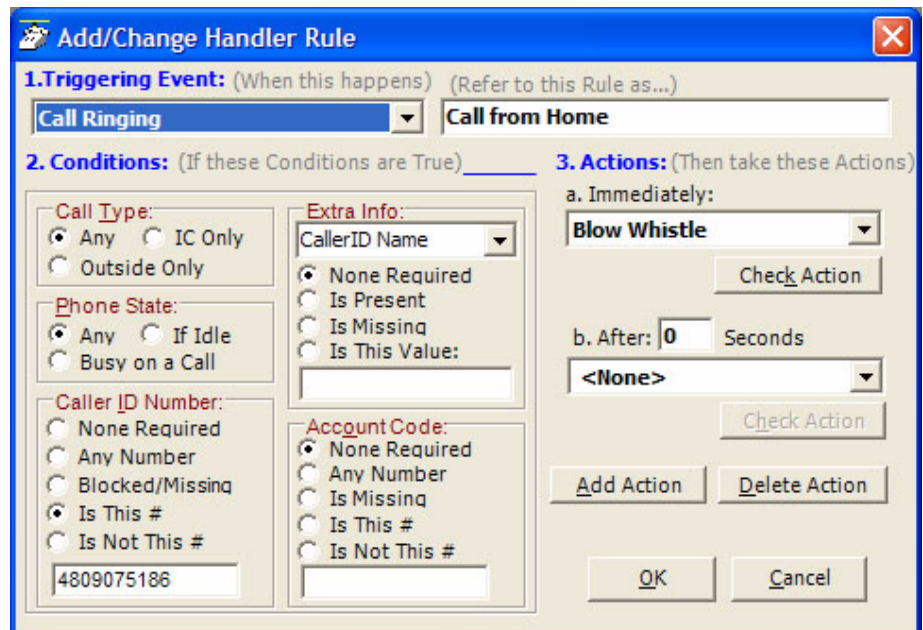 Add/Change Handler Rule
1.Triggering Event: (When this happens) (Refer to this Rule as...)
Call Ringing
Call from Home
2. Conditions: (If these Conditions are True)
3. Actions: (Then take these Actions)
Call Type:
Any IC Only
Outside Only
Phone State:
Any If Idle
Busy on a Call
Caller ID Number:
None Required
Any Number
Blocked/Missing
Is This #
Is Not This #
4809075186
Extra Info:
CallerID Name
None Required
Is Present
Is Missing
Is This Value:
Account Code:
None Required
Any Number
Is Missing
Is This #
Is Not This #
a. Immediately:
Blow Whistle
Check Action
b. After: 0 Seconds
<None>
Check Action
Add Action Delete Action
OK Cancel